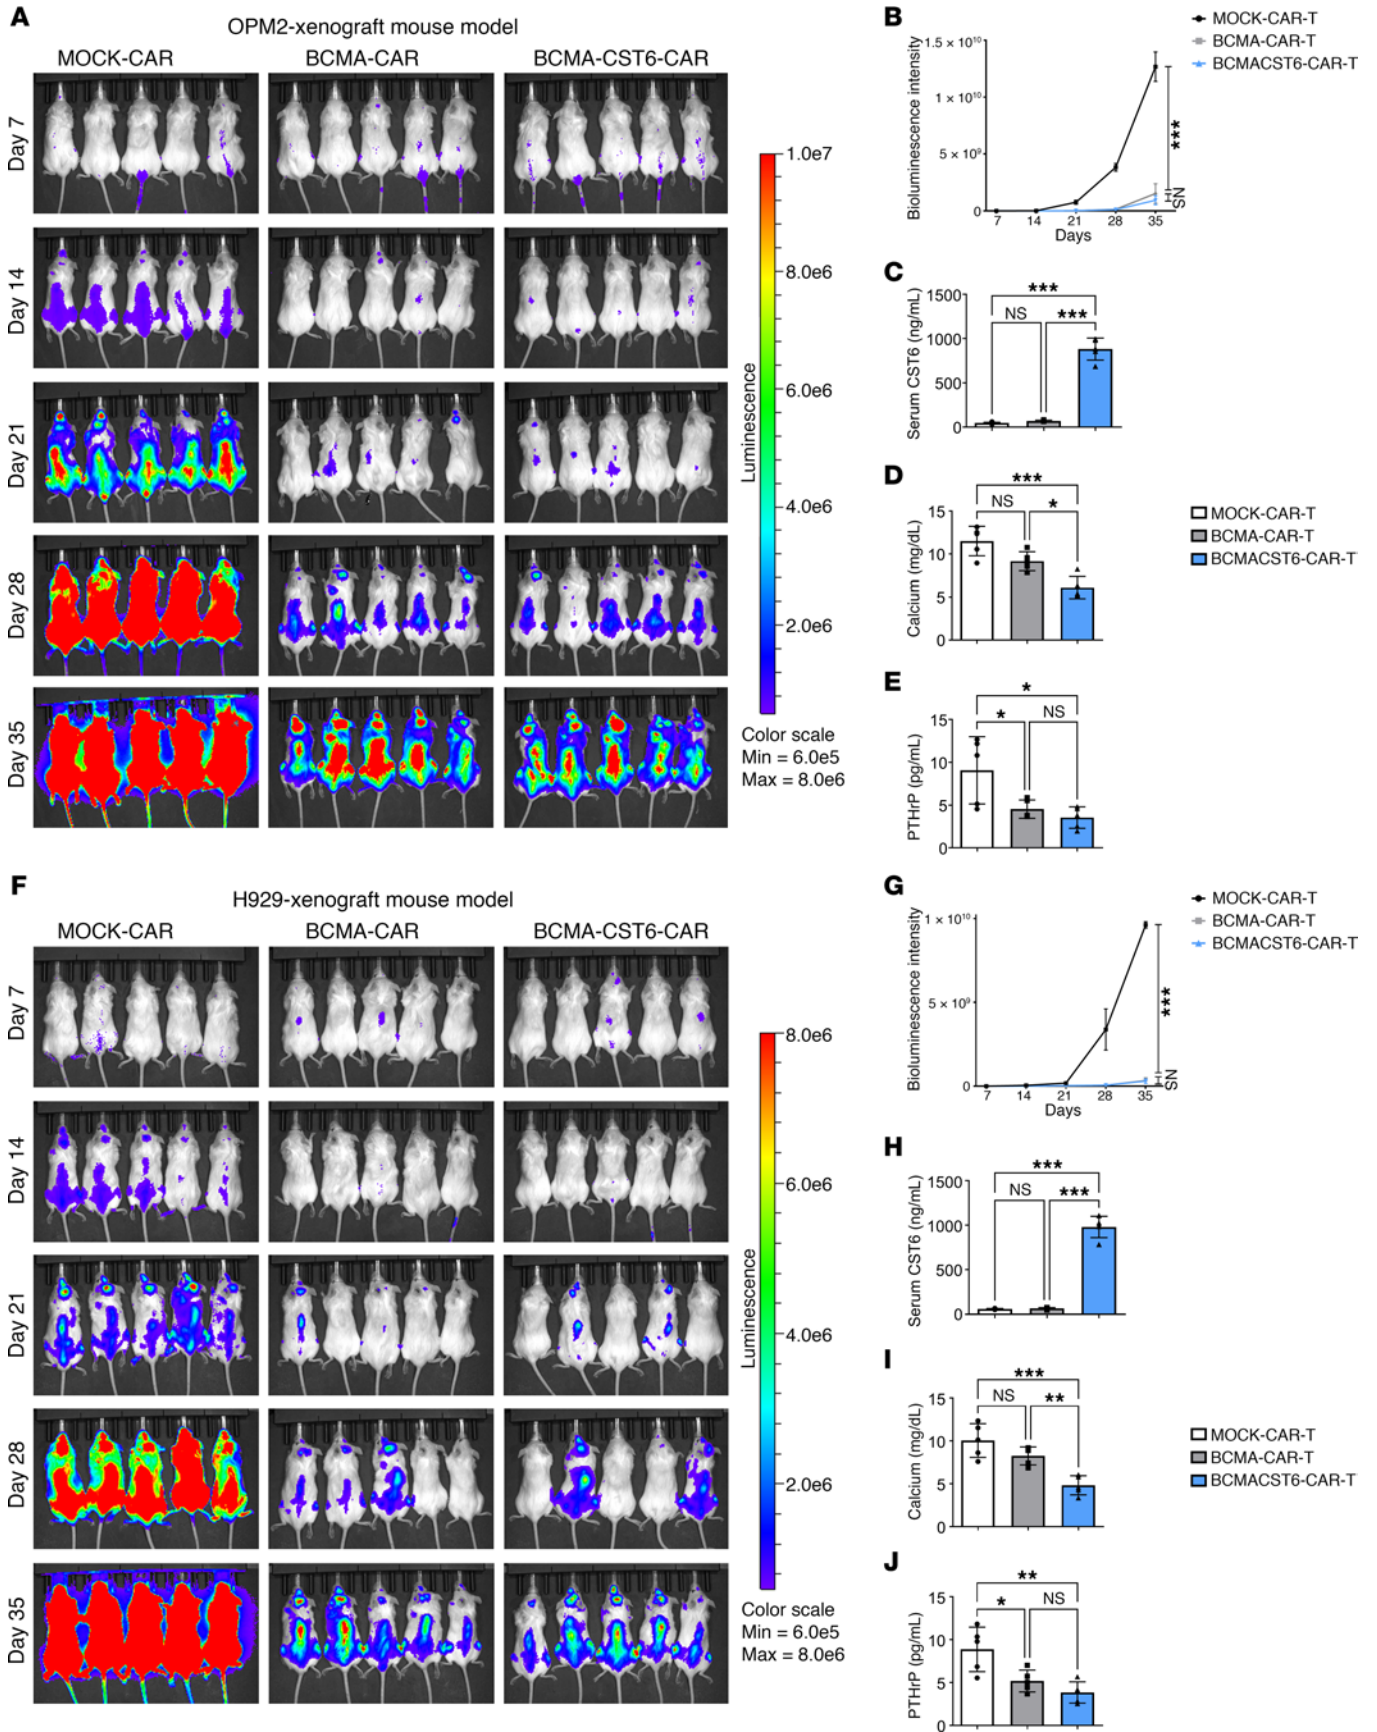 A
OPM2-xenograft mouse model
MOCK-CAR
BCMA-CAR
BCMA-CST6-CAR
Day 7
Day 14
Day 21
Day 28
Day 35
Luminescence
1.0e7
8.0e6
6.0e6
4.0e6
2.0e6
Color scale
Min = 6.0e5
Max = 8.0e6
B
MOCK-CAR-T
BCMA-CAR-T
BCMACST6-CAR-T
Bioluminescence intensity
1.5 × 10¹⁰
1 × 10¹⁰
5 × 10⁹
0
7 14 21 28 35
Days
***
NS
C
Serum CST6 (ng/mL)
1500
1000
500
0
***
NS ***
D
Calcium (mg/dL)
15
10
5
0
***
NS *
MOCK-CAR-T
BCMA-CAR-T
BCMACST6-CAR-T
E
PTHrP (pg/mL)
15
10
5
0
*
* NS
F
H929-xenograft mouse model
MOCK-CAR
BCMA-CAR
BCMA-CST6-CAR
Day 7
Day 14
Day 21
Day 28
Day 35
Luminescence
8.0e6
6.0e6
4.0e6
2.0e6
Color scale
Min = 6.0e5
Max = 8.0e6
G
MOCK-CAR-T
BCMA-CAR-T
BCMACST6-CAR-T
Bioluminescence intensity
1 × 10¹⁰
5 × 10⁹
0
7 14 21 28 35
Days
***
NS
H
Serum CST6 (ng/mL)
1500
1000
500
0
***
NS ***
I
Calcium (mg/dL)
15
10
5
0
***
NS **
MOCK-CAR-T
BCMA-CAR-T
BCMACST6-CAR-T
J
PTHrP (pg/mL)
15
10
5
0
**
* NS